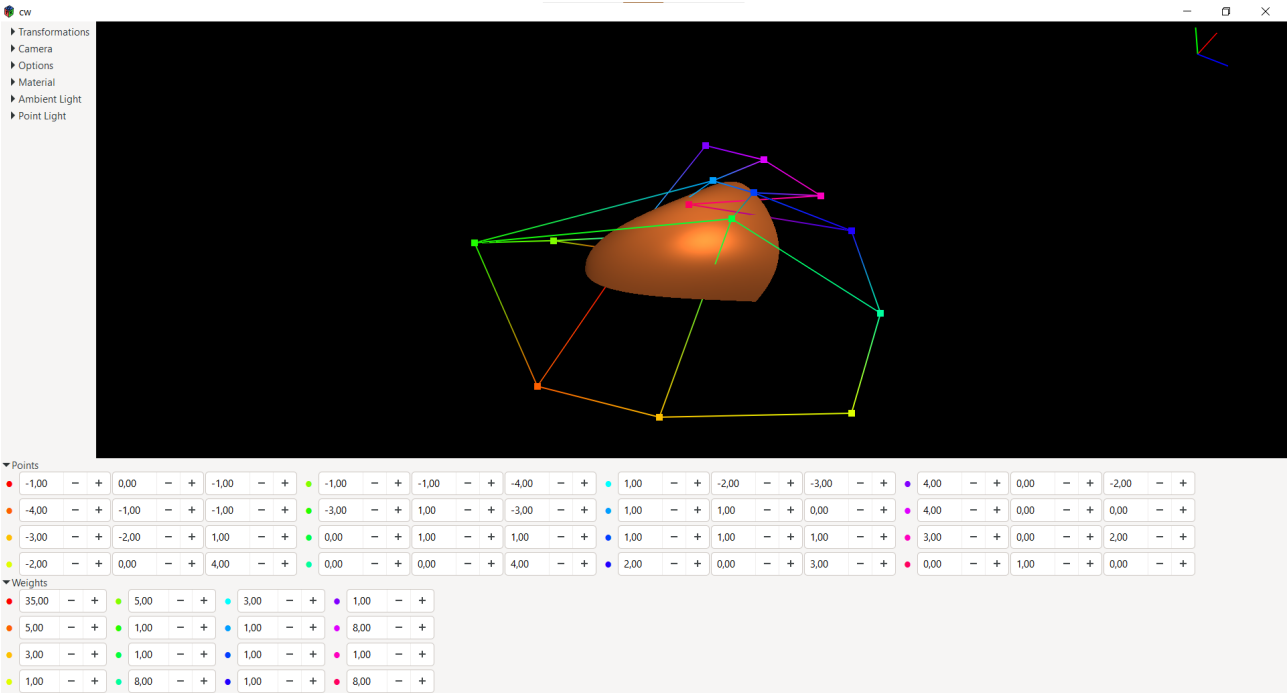 cw
Transformations
Camera
Options
Material
Ambient Light
Point Light
Points
-1,00 − + 0,00 − + -1,00 − + -1,00 − + -1,00 − + -4,00 − + 1,00 − + -2,00 − + -3,00 − + 4,00 − + 0,00 − + -2,00 − +
-4,00 − + -1,00 − + -1,00 − + -3,00 − + 1,00 − + -3,00 − + 1,00 − + 1,00 − + 0,00 − + 4,00 − + 0,00 − + 0,00 − +
-3,00 − + -2,00 − + 1,00 − + 0,00 − + 1,00 − + 1,00 − + 1,00 − + 1,00 − + 1,00 − + 3,00 − + 0,00 − + 2,00 − +
-2,00 − + 0,00 − + 4,00 − + 0,00 − + 0,00 − + 4,00 − + 2,00 − + 0,00 − + 3,00 − + 0,00 − + 1,00 − + 0,00 − +
Weights
35,00 − + 5,00 − + 3,00 − + 1,00 − +
5,00 − + 1,00 − + 1,00 − + 8,00 − +
3,00 − + 1,00 − + 1,00 − + 1,00 − +
1,00 − + 8,00 − + 1,00 − + 8,00 − +